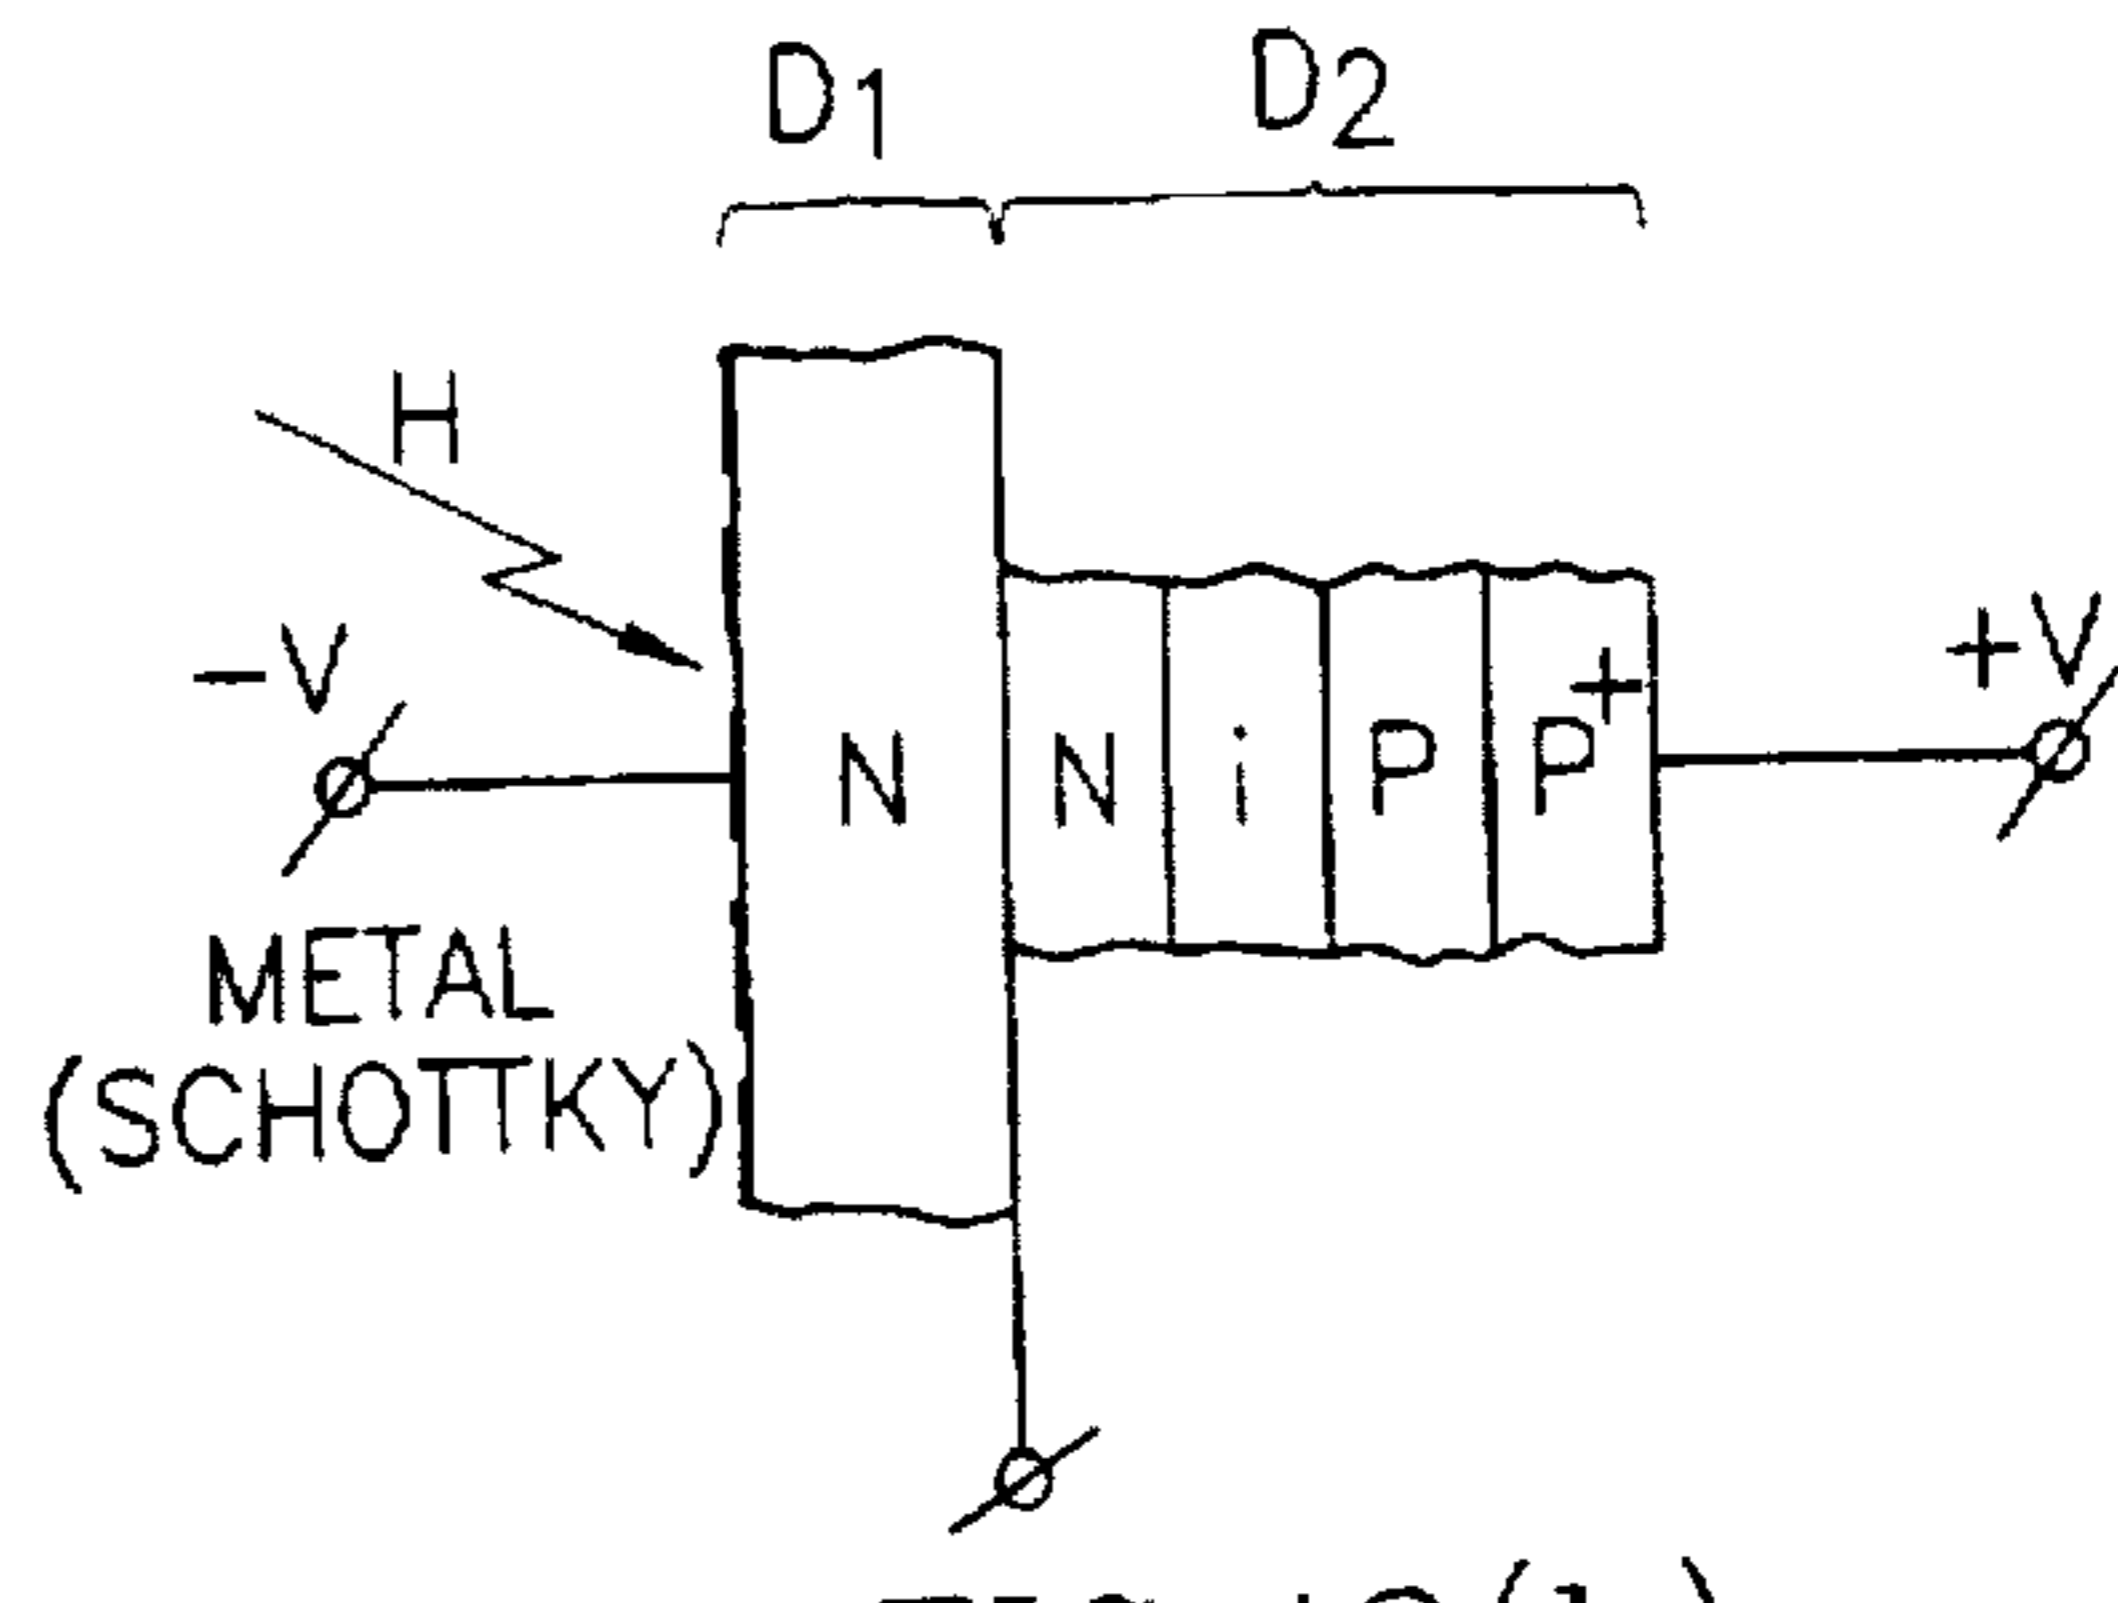 D1 D2
H
-V
+V
N N i P P+
METAL
(SCHOTTKY)